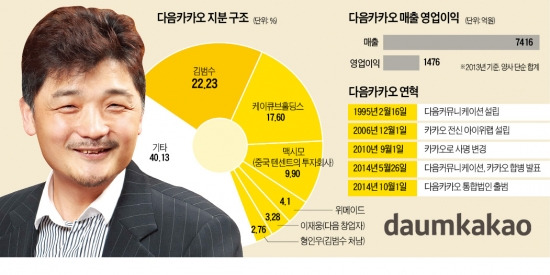 다음카카오 지분 구조 (단위: %)
김범수
22,23
케이큐브홀딩스
17,60
맥시모
(중국 텐센트의 투자회사)
9,90
4,1
위메이드
3,28
이재웅(다음 창업자)
2,76
형인우(김범수 처남)
기타
40,13
다음카카오 매출 영업이익 (단위: 억원)
매출 7416
영업이익 1476
※2013년 기준, 양사 단순 합계
다음카카오 연혁
1995년 2월 16일 다음커뮤니케이션 설립
2006년 12월 1일 카카오 전신 아이위랩 설립
2010년 9월 1일 카카오로 사명 변경
2014년 5월 26일 다음커뮤니케이션, 카카오 합병 발표
2014년 10월 1일 다음카카오 통합법인 출범
daumkakao